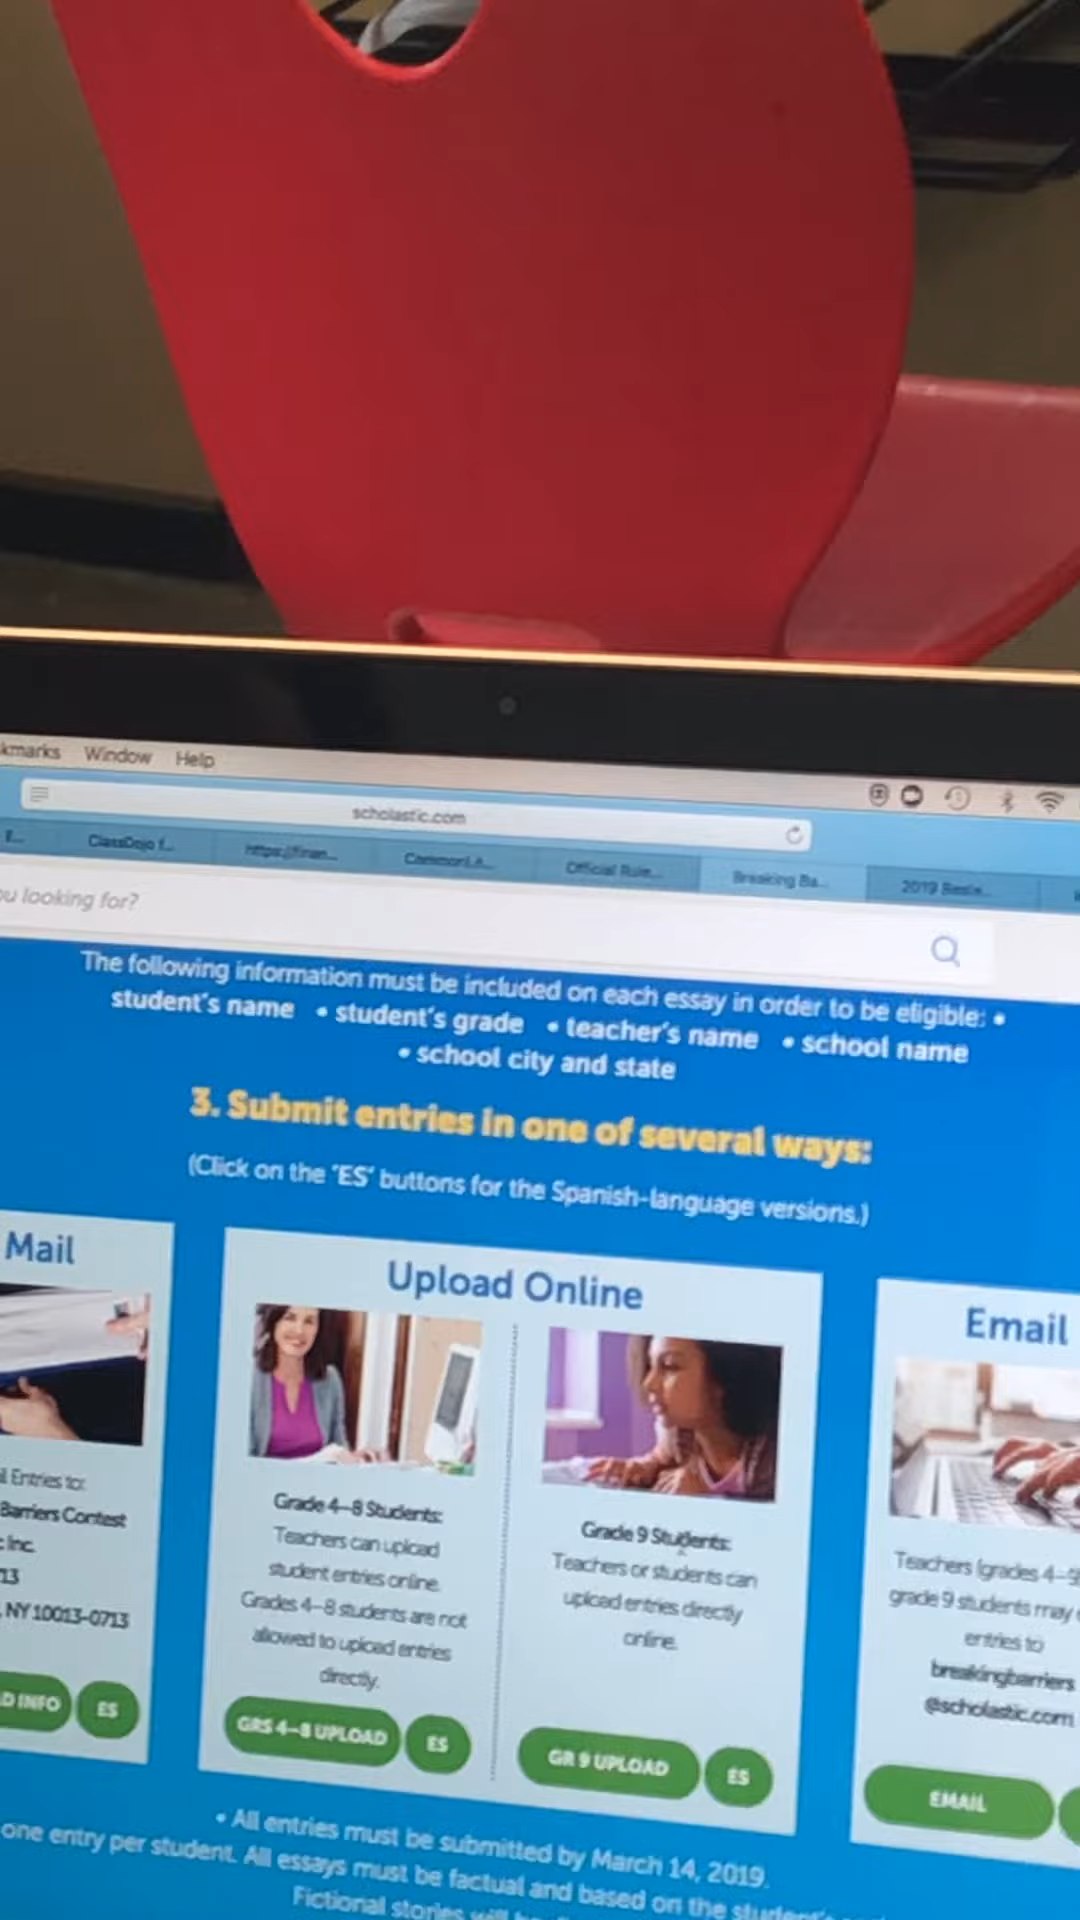 kmarks Window Help
scholastic.com
ClassDojo f...
Official Rule...
Breaking Ba...
ou looking for?
The following information must be included on each essay in order to be eligible: •
student's name • student's grade • teacher's name • school name
• school city and state
3. Submit entries in one of several ways:
(Click on the 'ES' buttons for the Spanish-language versions.)
Mail
l Entries to:
Barriers Contest
Inc.
13
, NY 10013-0713
D INFO
ES
Upload Online
Grade 4–8 Students:
Teachers can upload
student entries online.
Grades 4–8 students are not
allowed to upload entries
directly.
GRS 4–8 UPLOAD
ES
Grade 9 Students:
Teachers or students can
upload entries directly
online.
GR 9 UPLOAD
ES
Email
Teachers (grades 4–9)
grade 9 students may
entries to
breakingbarriers
@scholastic.com
EMAIL
• All entries must be submitted by March 14, 2019.
one entry per student. All essays must be factual and based on the student's
Fictional stories will